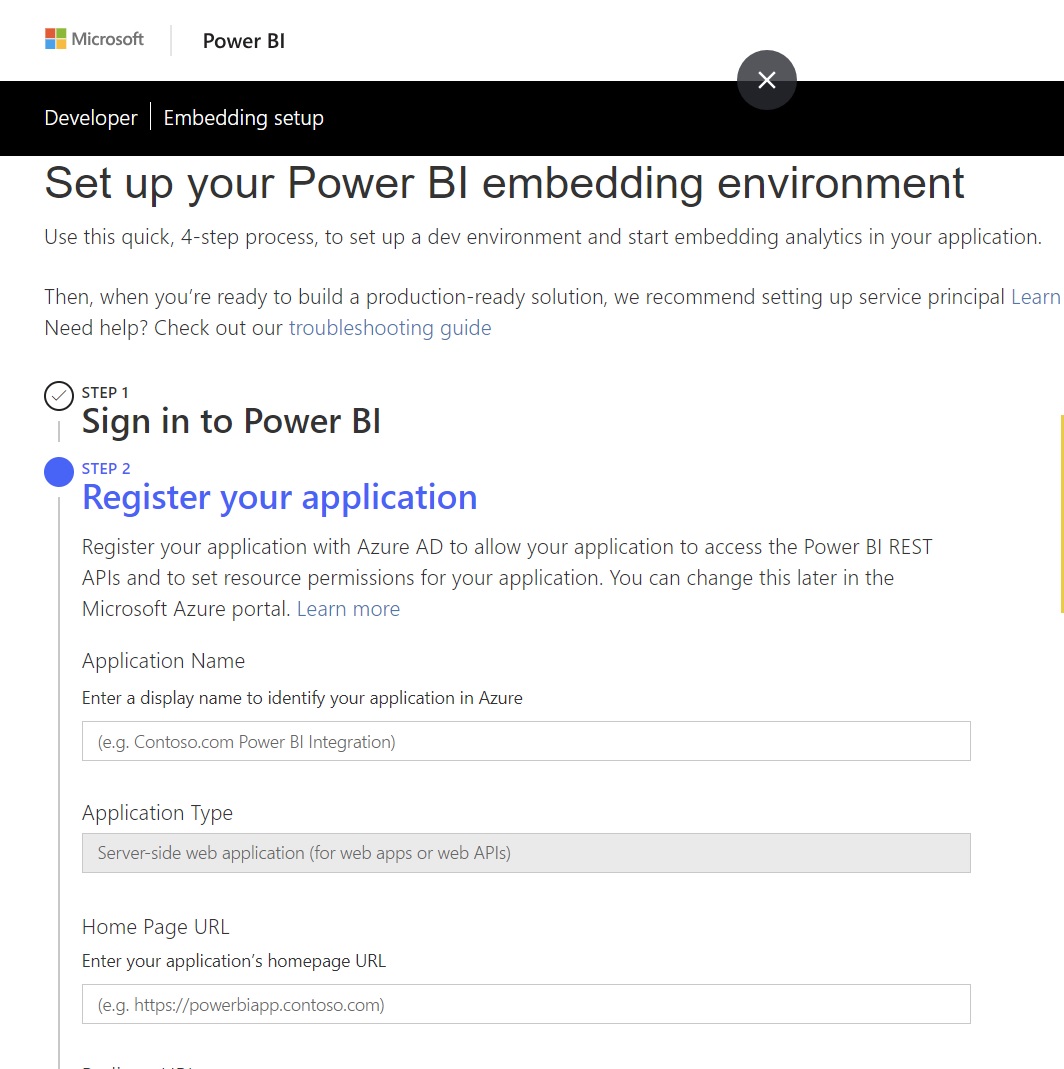 Microsoft
Power BI
Developer
Embedding setup
Set up your Power BI embedding environment
Use this quick, 4-step process, to set up a dev environment and start embedding analytics in your application.
Then, when you’re ready to build a production-ready solution, we recommend setting up service principal Learn
Need help? Check out our troubleshooting guide
STEP 1
Sign in to Power BI
STEP 2
Register your application
Register your application with Azure AD to allow your application to access the Power BI REST
APIs and to set resource permissions for your application. You can change this later in the
Microsoft Azure portal. Learn more
Application Name
Enter a display name to identify your application in Azure
(e.g. Contoso.com Power BI Integration)
Application Type
Server-side web application (for web apps or web APIs)
Home Page URL
Enter your application’s homepage URL
(e.g. https://powerbiapp.contoso.com)